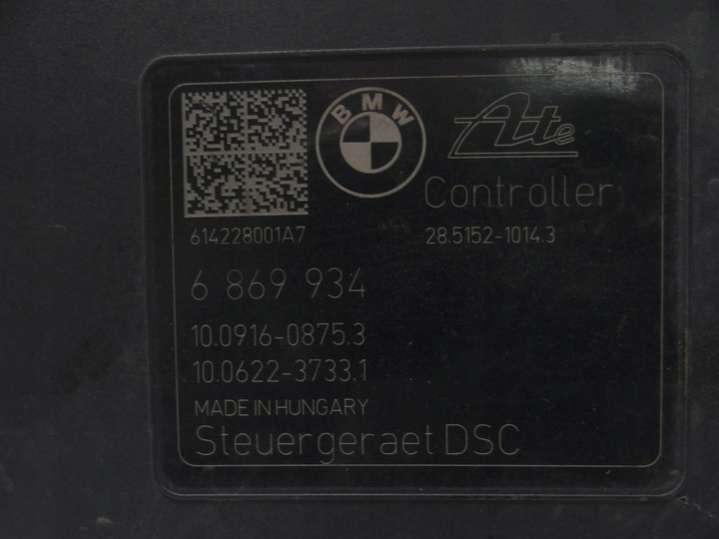 BMW
Ate
Controller
614228001A7
28.5152-1014.3
6 869 934
10.0916-0875.3
10.0622-3733.1
MADE IN HUNGARY
Steuergeraet DSC